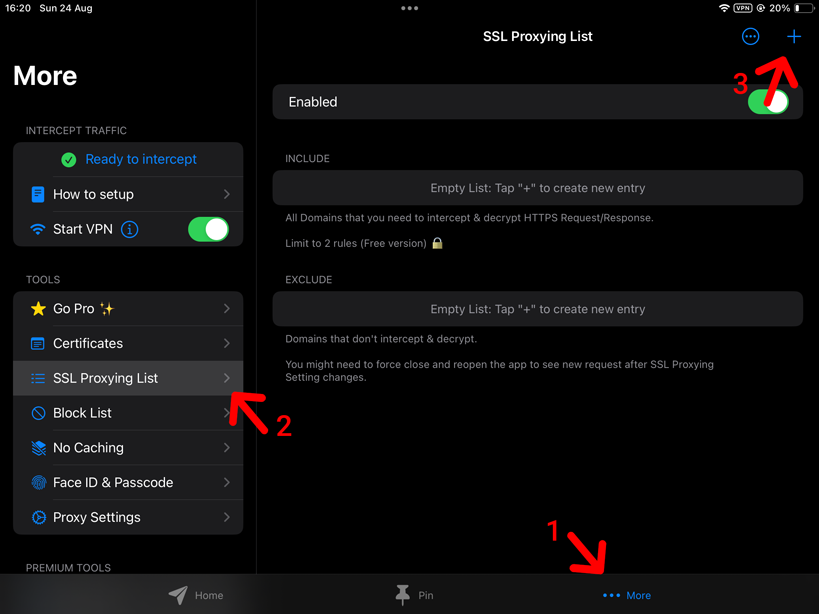 16:20 Sun 24 Aug
VPN 20%
SSL Proxying List
More
3
Enabled
INTERCEPT TRAFFIC
Ready to intercept
How to setup
Start VPN
INCLUDE
Empty List: Tap "+" to create new entry
All Domains that you need to intercept & decrypt HTTPS Request/Response.
Limit to 2 rules (Free version) 🔒
TOOLS
Go Pro ✨
Certificates
SSL Proxying List
Block List
No Caching
Face ID & Passcode
Proxy Settings
PREMIUM TOOLS
EXCLUDE
Empty List: Tap "+" to create new entry
Domains that don't intercept & decrypt.
You might need to force close and reopen the app to see new request after SSL Proxying
Setting changes.
2
1
Home
Pin
More